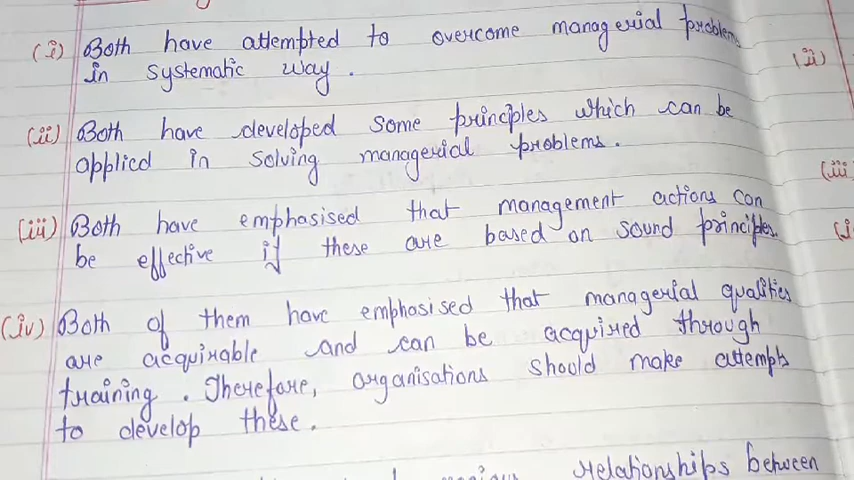 (i) Both have attempted to overcome managerial problems
in systematic way.
(ii) Both have developed some principles which can be
applied in solving managerial problems.
(iii) Both have emphasised that management actions can
be effective if these are based on sound principles.
(iv) Both of them have emphasised that managerial qualities
are acquirable and can be acquired through
training. Therefore, organisations should make attempts
to develop these.
relationships between
(ii)
(iii)